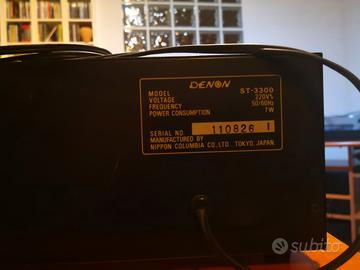 DENON
MODEL ST-3300
VOLTAGE 220V~
FREQUENCY 50/60Hz
POWER CONSUMPTION 7W
SERIAL NO. 110826 I
MANUFACTURED BY
NIPPON COLUMBIA CO., LTD. TOKYO, JAPAN.
subito